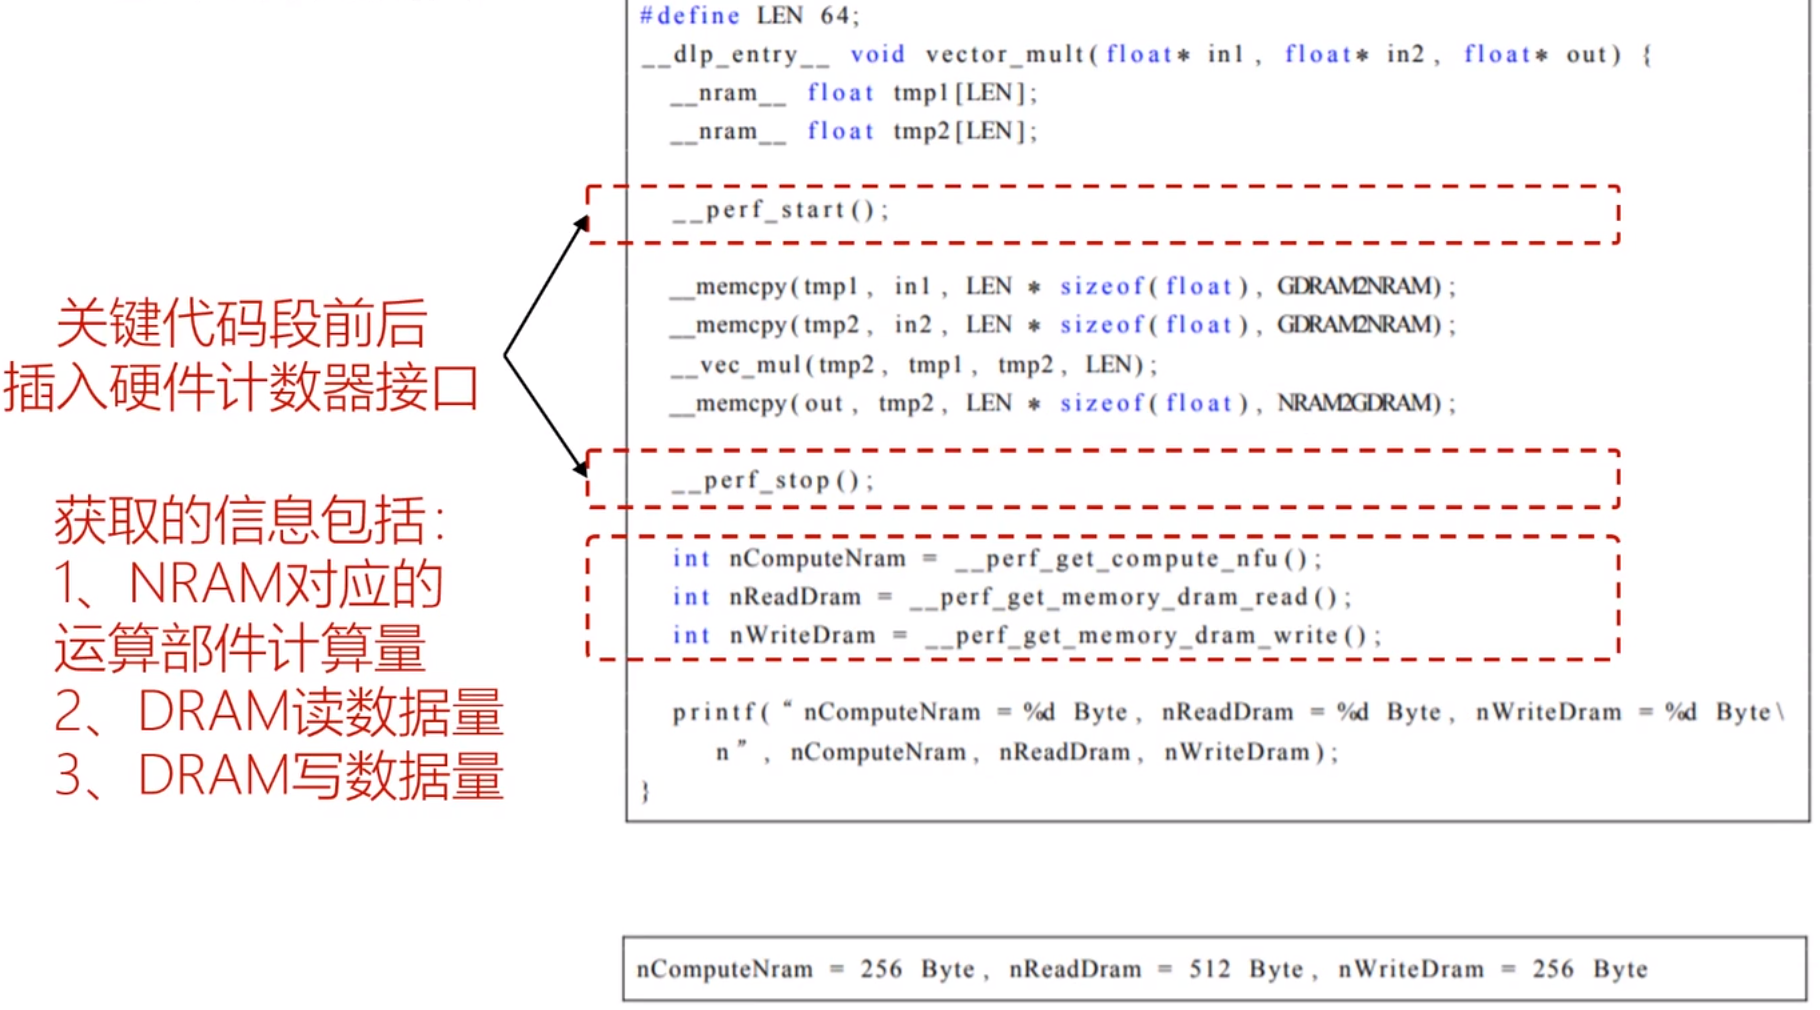 #define LEN 64;
__dlp_entry__ void vector_mult(float* in1, float* in2, float* out) {
__nram__ float tmp1[LEN];
__nram__ float tmp2[LEN];
__perf_start();
__memcpy(tmp1, in1, LEN * sizeof(float), GDRAM2NRAM);
__memcpy(tmp2, in2, LEN * sizeof(float), GDRAM2NRAM);
__vec_mul(tmp2, tmp1, tmp2, LEN);
__memcpy(out, tmp2, LEN * sizeof(float), NRAM2GDRAM);
__perf_stop();
int nComputeNram = __perf_get_compute_nfu();
int nReadDram = __perf_get_memory_dram_read();
int nWriteDram = __perf_get_memory_dram_write();
printf(“nComputeNram = %d Byte, nReadDram = %d Byte, nWriteDram = %d Byte\
n”, nComputeNram, nReadDram, nWriteDram);
}
关键代码段前后
插入硬件计数器接口
获取的信息包括:
1、NRAM对应的
运算部件计算量
2、DRAM读数据量
3、DRAM写数据量
nComputeNram = 256 Byte, nReadDram = 512 Byte, nWriteDram = 256 Byte